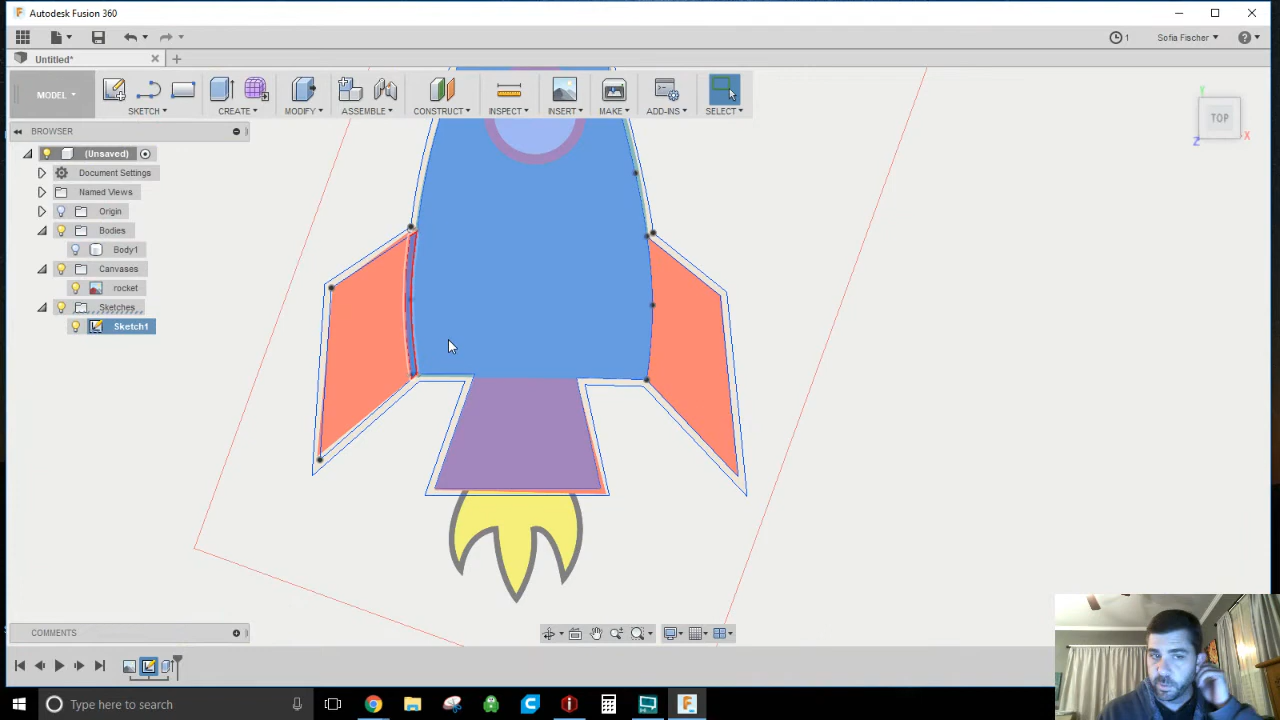 Autodesk Fusion 360
1
Sofia Fischer
Untitled*
MODEL
SKETCH
CREATE
MODIFY
ASSEMBLE
CONSTRUCT
INSPECT
INSERT
MAKE
ADD-INS
SELECT
BROWSER
(Unsaved)
Document Settings
Named Views
Origin
Bodies
Body1
Canvases
rocket
Sketches
Sketch1
Y
TOP
X
Z
COMMENTS
Type here to search